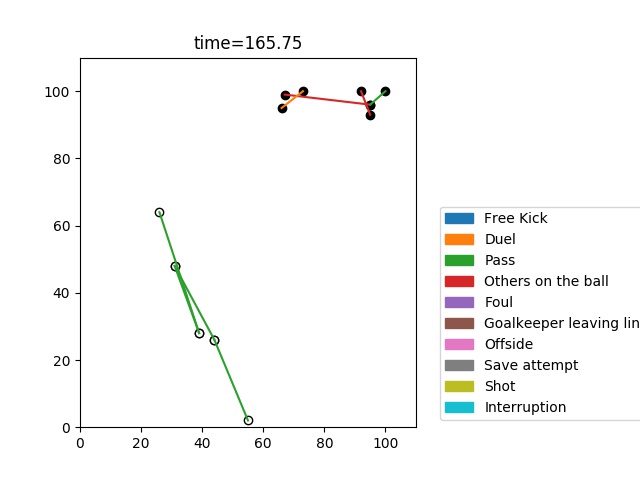 time=165.75
100
80
60
40
20
0
0 20 40 60 80 100
Free Kick
Duel
Pass
Others on the ball
Foul
Goalkeeper leaving lin
Offside
Save attempt
Shot
Interruption